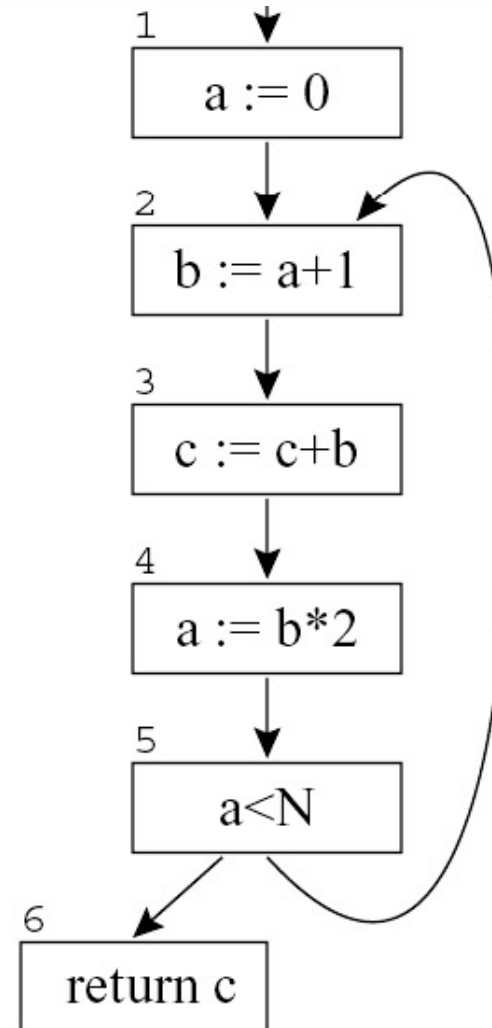 1
a := 0
2
b := a+1
3
c := c+b
4
a := b*2
5
a<N
6
return c